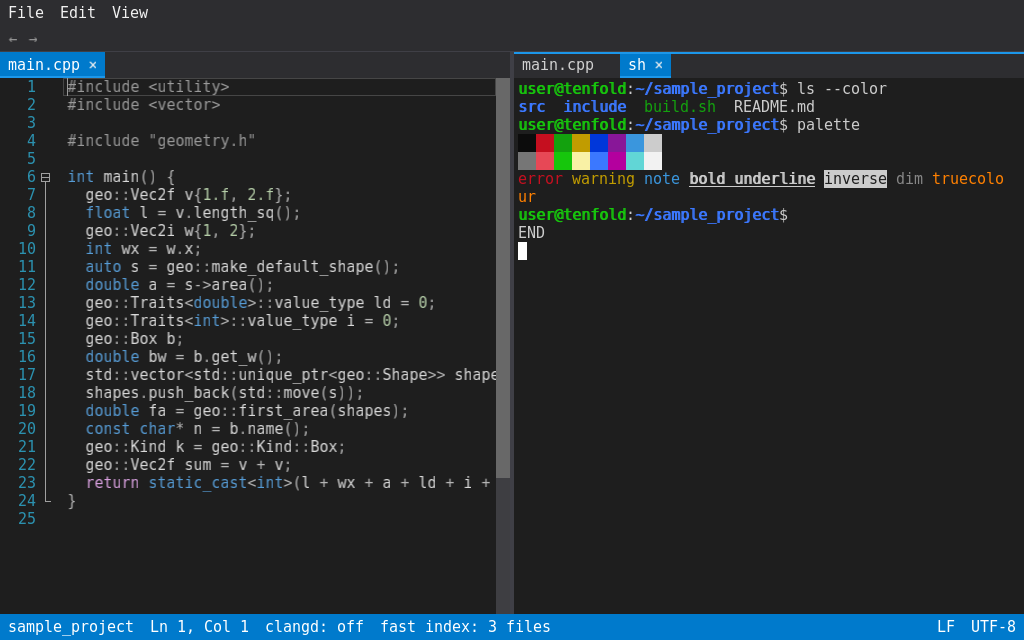 File Edit View
← →
main.cpp ×
1 #include <utility>
2 #include <vector>
3
4 #include "geometry.h"
5
6 int main() {
7 geo::Vec2f v{1.f, 2.f};
8 float l = v.length_sq();
9 geo::Vec2i w{1, 2};
10 int wx = w.x;
11 auto s = geo::make_default_shape();
12 double a = s->area();
13 geo::Traits<double>::value_type ld = 0;
14 geo::Traits<int>::value_type i = 0;
15 geo::Box b;
16 double bw = b.get_w();
17 std::vector<std::unique_ptr<geo::Shape>> shape
18 shapes.push_back(std::move(s));
19 double fa = geo::first_area(shapes);
20 const char* n = b.name();
21 geo::Kind k = geo::Kind::Box;
22 geo::Vec2f sum = v + v;
23 return static_cast<int>(l + wx + a + ld + i +
24 }
25
main.cpp sh ×
user@tenfold:~/sample_project$ ls --color
src include build.sh README.md
user@tenfold:~/sample_project$ palette
error warning note bold underline inverse dim truecolo
ur
user@tenfold:~/sample_project$
END
sample_project Ln 1, Col 1 clangd: off fast index: 3 files LF UTF-8